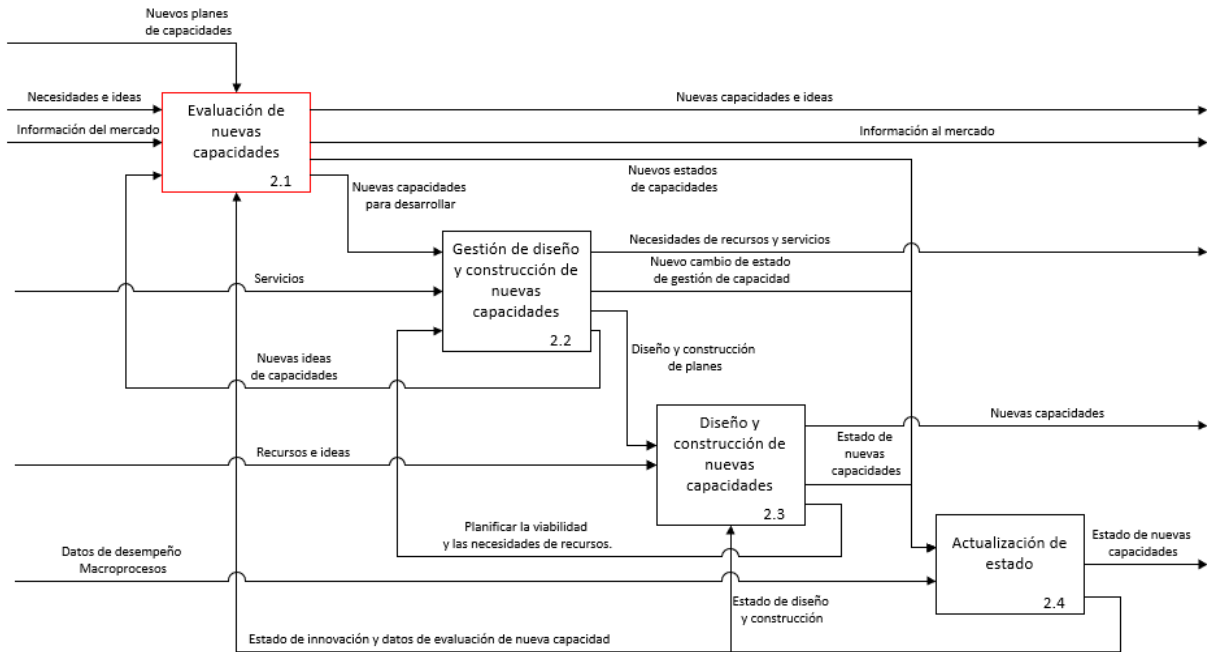 Nuevos planes
de capacidades
Necesidades e ideas
Información del mercado
Evaluación de
nuevas
capacidades
2.1
Nuevas capacidades e ideas
Información al mercado
Nuevos estados
de capacidades
Nuevas capacidades
para desarrollar
Servicios
Gestión de diseño
y construcción de
nuevas
capacidades
2.2
Necesidades de recursos y servicios
Nuevo cambio de estado
de gestión de capacidad
Nuevas ideas
de capacidades
Diseño y construcción
de planes
Recursos e ideas
Diseño y
construcción de
nuevas
capacidades
2.3
Nuevas capacidades
Estado de
nuevas
capacidades
Planificar la viabilidad
y las necesidades de recursos.
Datos de desempeño
Macroprocesos
Actualización de
estado
2.4
Estado de nuevas
capacidades
Estado de diseño
y construcción
Estado de innovación y datos de evaluación de nueva capacidad